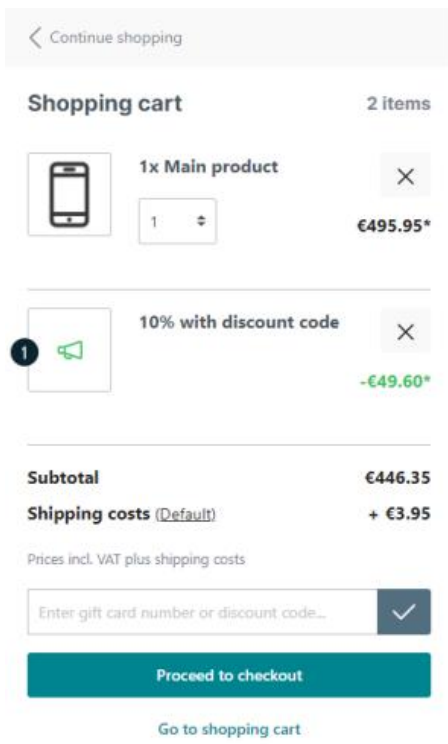 Continue shopping
Shopping cart 2 items
1x Main product
1
€495.95*
10% with discount code
1
-€49.60*
Subtotal €446.35
Shipping costs (Default) + €3.95
Prices incl. VAT plus shipping costs
Enter gift card number or discount code...
Proceed to checkout
Go to shopping cart